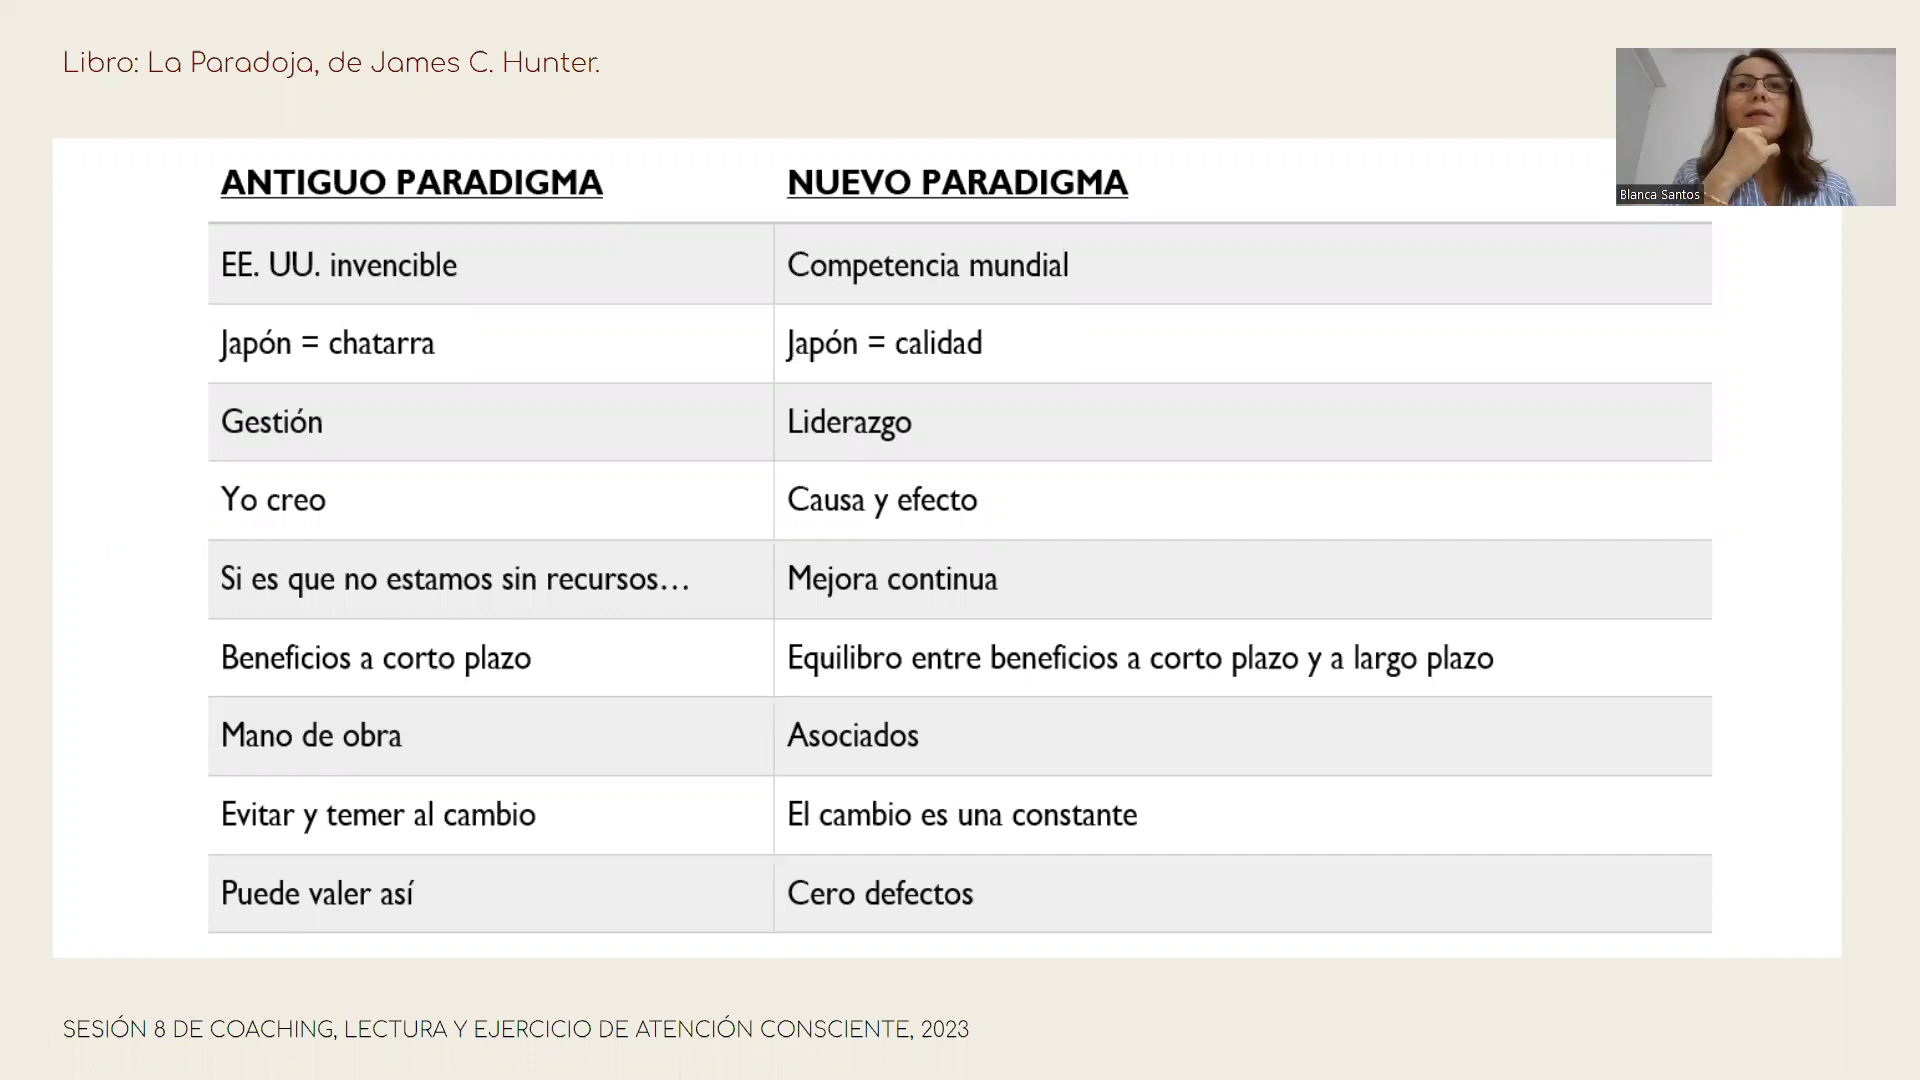 Libro: La Paradoja, de James C. Hunter.
Blanca Santos
ANTIGUO PARADIGMA NUEVO PARADIGMA
EE. UU. invencible Competencia mundial
Japón = chatarra Japón = calidad
Gestión Liderazgo
Yo creo Causa y efecto
Si es que no estamos sin recursos… Mejora continua
Beneficios a corto plazo Equilibro entre beneficios a corto plazo y a largo plazo
Mano de obra Asociados
Evitar y temer al cambio El cambio es una constante
Puede valer así Cero defectos
SESIÓN 8 DE COACHING, LECTURA Y EJERCICIO DE ATENCIÓN CONSCIENTE, 2023